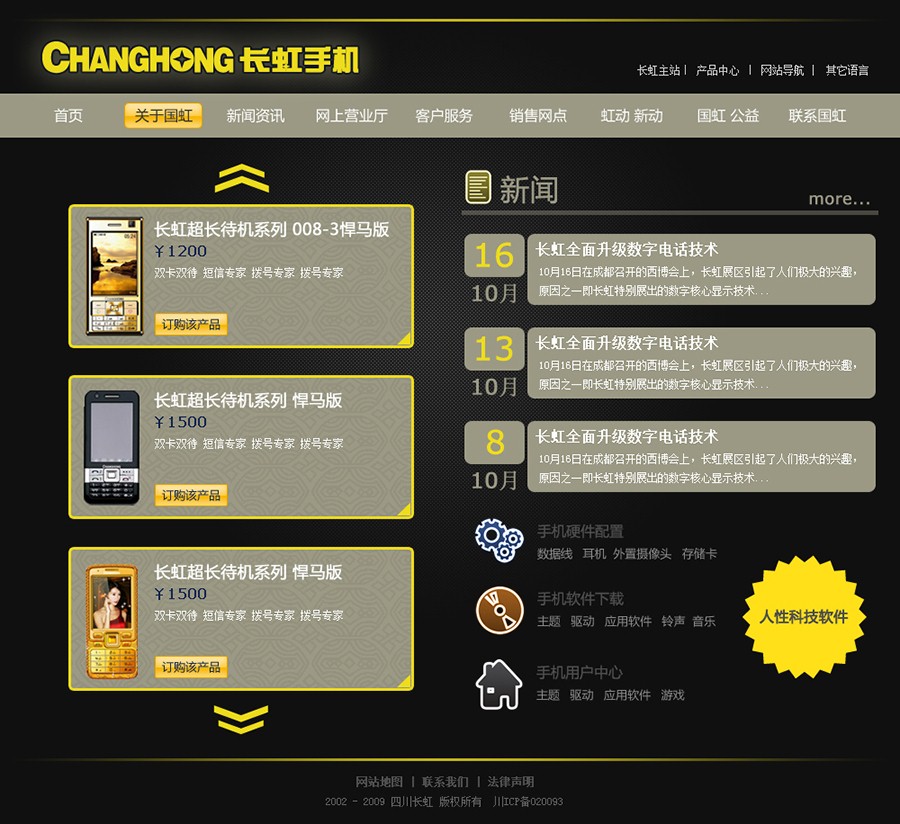 CHANGHONG 长虹手机
长虹主站 | 产品中心 | 网站导航 | 其它语言
首页 关于国虹 新闻资讯 网上营业厅 客户服务 销售网点 虹动 新动 国虹 公益 联系国虹
长虹超长待机系列 008-3悍马版
¥1200
双卡双待 短信专家 拨号专家 拨号专家
订购该产品
长虹超长待机系列 悍马版
¥1500
双卡双待 短信专家 拨号专家 拨号专家
订购该产品
长虹超长待机系列 悍马版
¥1500
双卡双待 短信专家 拨号专家 拨号专家
订购该产品
新闻
more...
16
10月
长虹全面升级数字电话技术
10月16日在成都召开的西博会上，长虹展区引起了人们极大的兴趣，
原因之一即长虹特别展出的数字核心显示技术...
13
10月
长虹全面升级数字电话技术
10月16日在成都召开的西博会上，长虹展区引起了人们极大的兴趣，
原因之一即长虹特别展出的数字核心显示技术...
8
10月
长虹全面升级数字电话技术
10月16日在成都召开的西博会上，长虹展区引起了人们极大的兴趣，
原因之一即长虹特别展出的数字核心显示技术...
手机硬件配置
数据线 耳机 外置摄像头 存储卡
手机软件下载
主题 驱动 应用软件 铃声 音乐
手机用户中心
主题 驱动 应用软件 游戏
人性科技软件
网站地图 | 联系我们 | 法律声明
2002 - 2009 四川长虹 版权所有 川ICP备020093